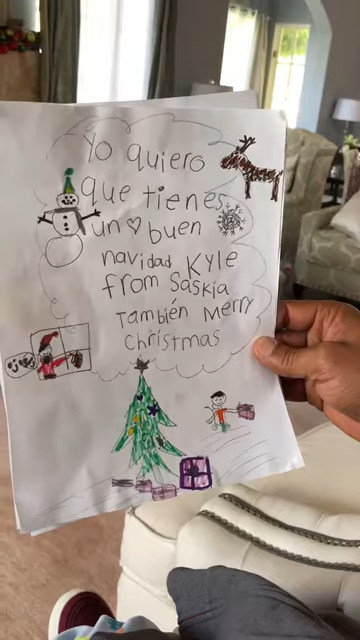 Yo quiero
que tienes
un ♡ buen
navidad Kyle
from Saskia
También Merry
Christmas